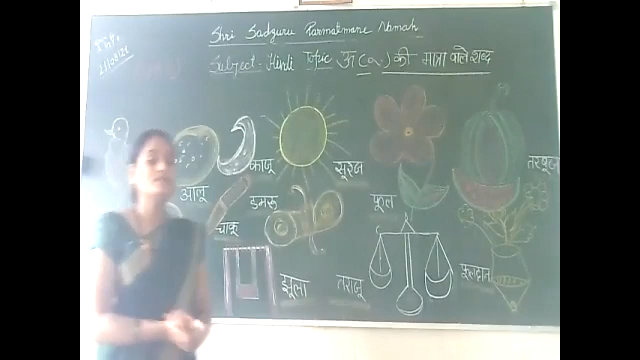 Shri Sadguru Parmatmane Namah
Subject - Hindi Topic ऊ (ू) की मात्रा वाले शब्द
काजू
सूरज
तरबूज
आलू
डमरू
फूल
चाकू
झूला
तराजू
फूलदान